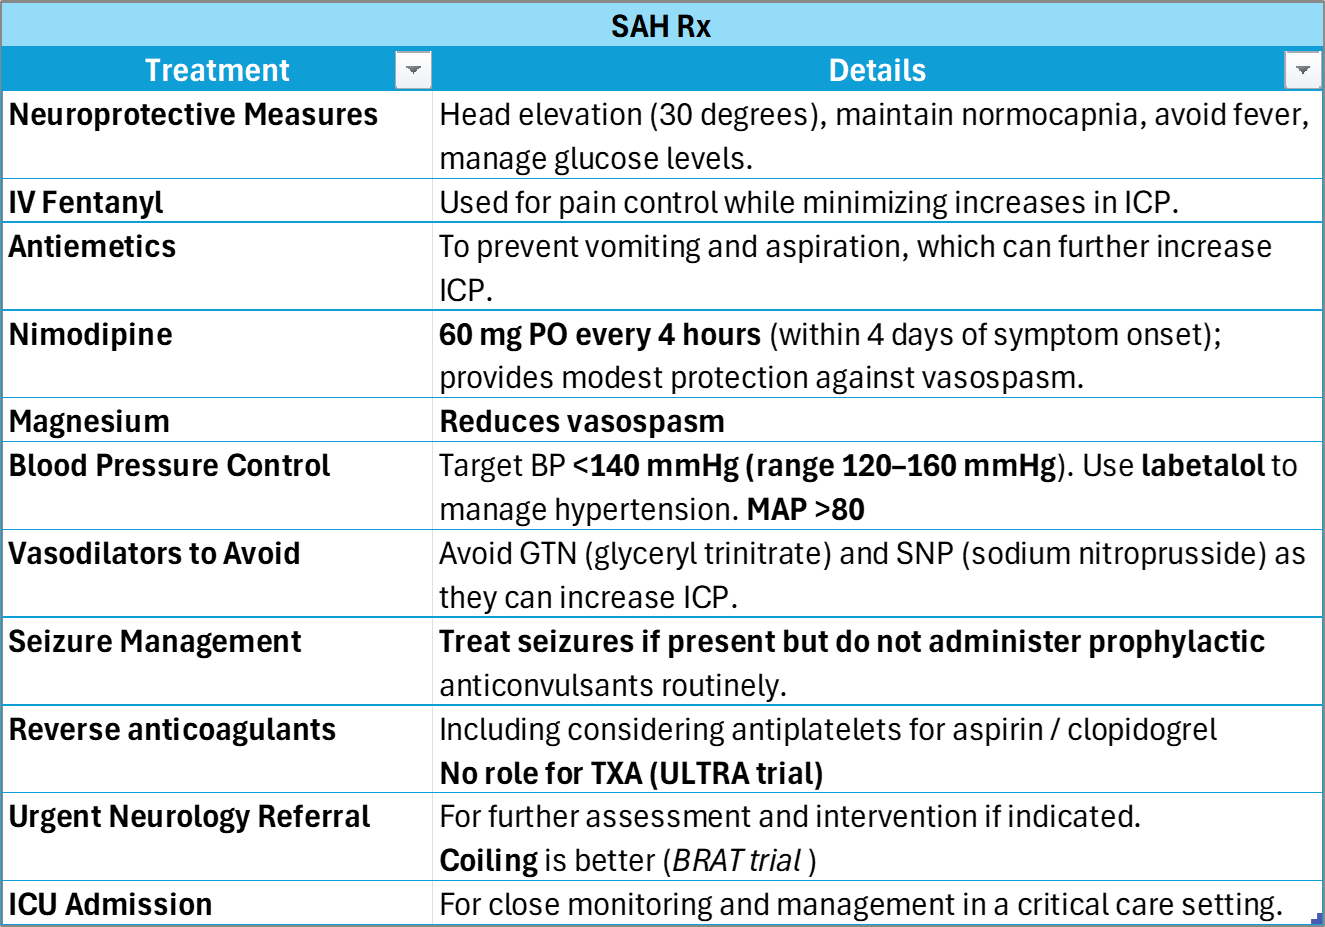 SAH Rx
Treatment Details
Neuroprotective Measures Head elevation (30 degrees), maintain normocapnia, avoid fever,
manage glucose levels.
IV Fentanyl Used for pain control while minimizing increases in ICP.
Antiemetics To prevent vomiting and aspiration, which can further increase
ICP.
Nimodipine 60 mg PO every 4 hours (within 4 days of symptom onset);
provides modest protection against vasospasm.
Magnesium Reduces vasospasm
Blood Pressure Control Target BP <140 mmHg (range 120–160 mmHg). Use labetalol to
manage hypertension. MAP >80
Vasodilators to Avoid Avoid GTN (glyceryl trinitrate) and SNP (sodium nitroprusside) as
they can increase ICP.
Seizure Management Treat seizures if present but do not administer prophylactic
anticonvulsants routinely.
Reverse anticoagulants Including considering antiplatelets for aspirin / clopidogrel
No role for TXA (ULTRA trial)
Urgent Neurology Referral For further assessment and intervention if indicated.
Coiling is better (BRAT trial )
ICU Admission For close monitoring and management in a critical care setting.